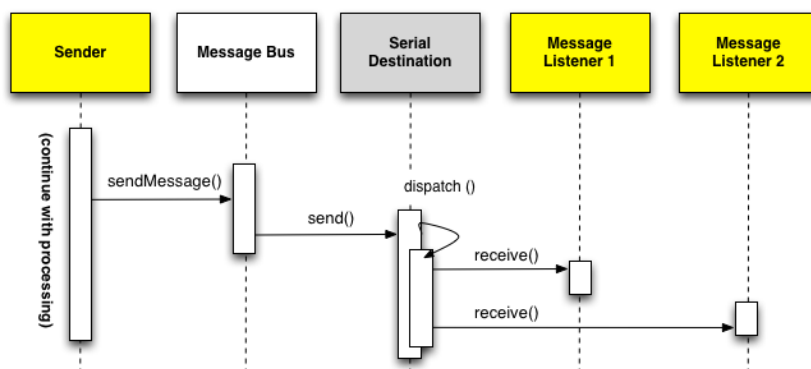 Sender
Message Bus
Serial
Destination
Message
Listener 1
Message
Listener 2
(continue with processing)
sendMessage()
dispatch ()
send()
receive()
receive()